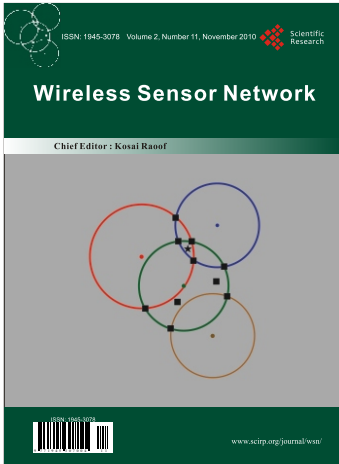 ISSN: 1945-3078 Volume 2, Number 11, November 2010
Scientific
Research
Wireless Sensor Network
Chief Editor : Kosai Raoof
ISSN: 1945-3078
www.scirp.org/journal/wsn/